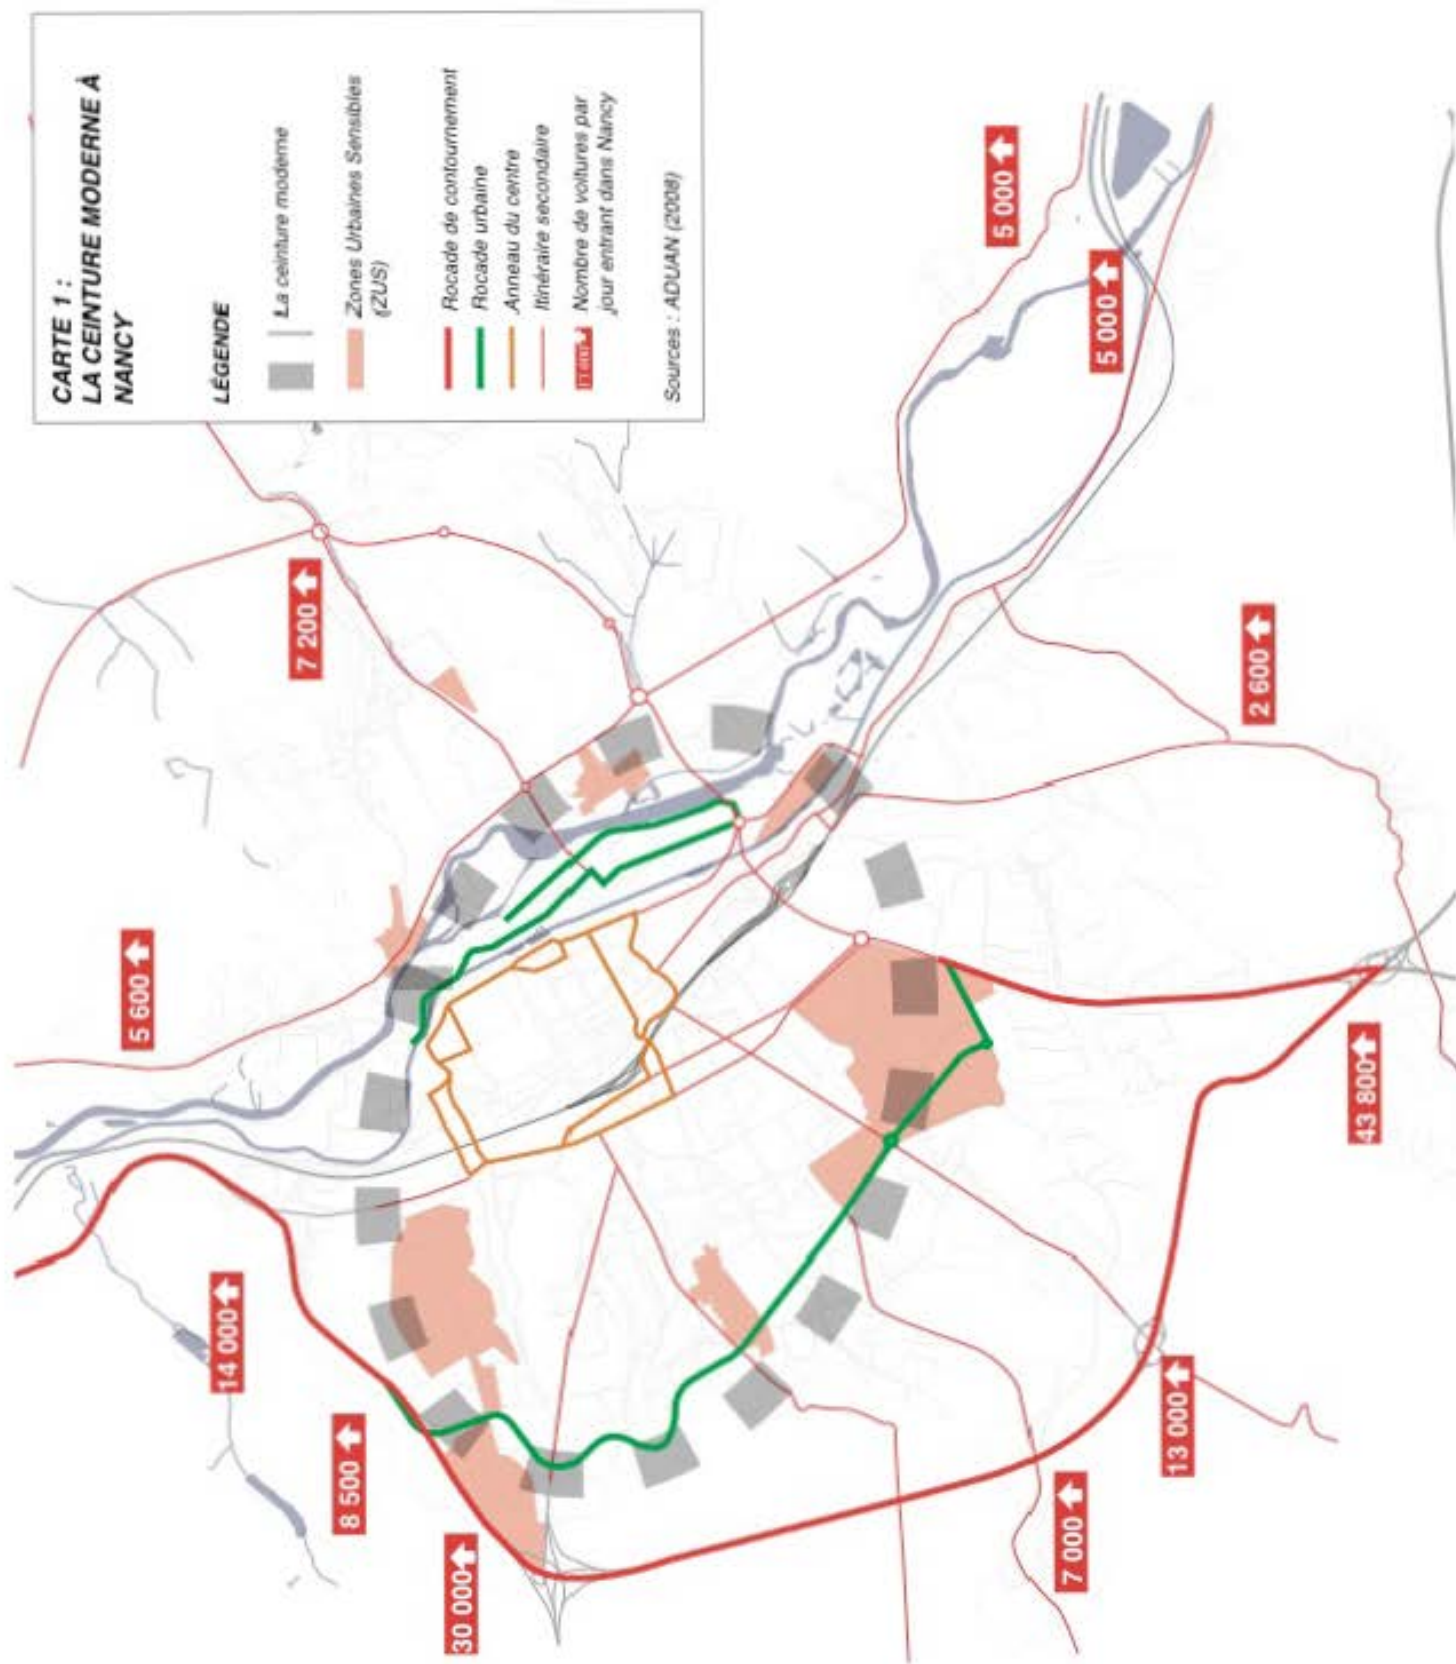 CARTE 1 :
LA CEINTURE MODERNE À
NANCY
LÉGENDE
La ceinture moderne
Zones Urbaines Sensibles
(ZUS)
Rocade de contournement
Rocade urbaine
Anneau du centre
Itinéraire secondaire
Nombre de voitures par
jour entrant dans Nancy
Sources : ADUAN (2008)
14 000
5 600
7 200
8 500
30 000
5 000
5 000
2 600
7 000
13 000
43 800